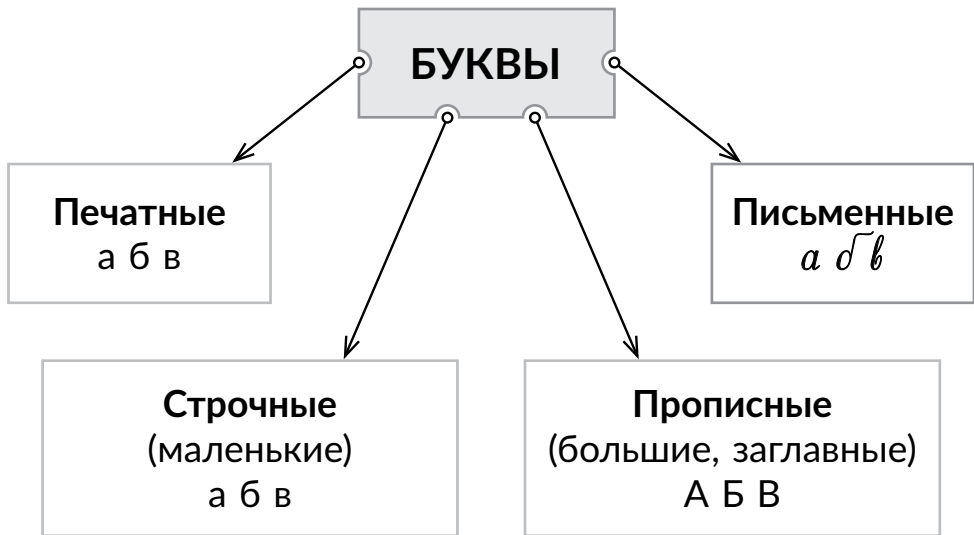 БУКВЫ
Печатные
а б в
Письменные
а б в
Строчные
(маленькие)
а б в
Прописные
(большие, заглавные)
А Б В